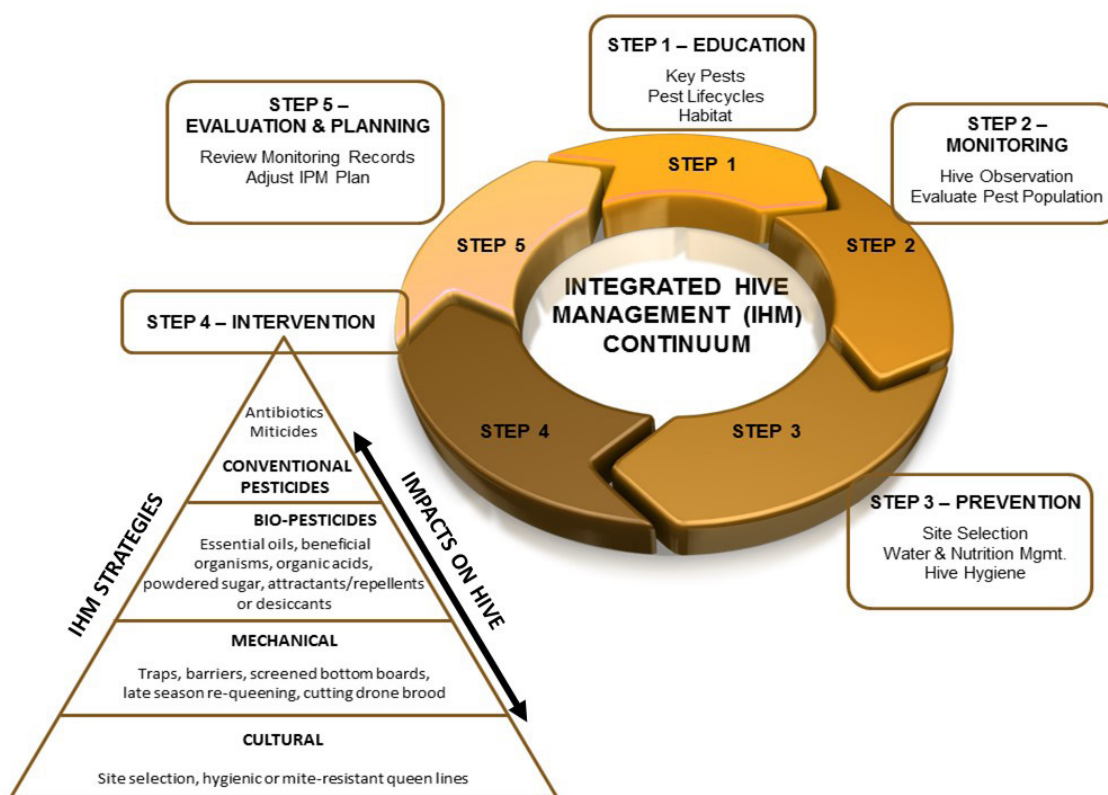 STEP 1 – EDUCATION
Key Pests
Pest Lifecycles
Habitat
STEP 5 –
EVALUATION & PLANNING
Review Monitoring Records
Adjust IPM Plan
STEP 2 –
MONITORING
Hive Observation
Evaluate Pest Population
STEP 1
STEP 2
STEP 5
INTEGRATED HIVE
MANAGEMENT (IHM)
CONTINUUM
STEP 4
STEP 3
STEP 3 – PREVENTION
Site Selection
Water & Nutrition Mgmt.
Hive Hygiene
STEP 4 – INTERVENTION
Antibiotics
Miticides
CONVENTIONAL
PESTICIDES
BIO-PESTICIDES
Essential oils, beneficial
organisms, organic acids,
powdered sugar, attractants/repellents
or desiccants
MECHANICAL
Traps, barriers, screened bottom boards,
late season re-queening, cutting drone brood
CULTURAL
Site selection, hygienic or mite-resistant queen lines
IHM STRATEGIES
IMPACTS ON HIVE